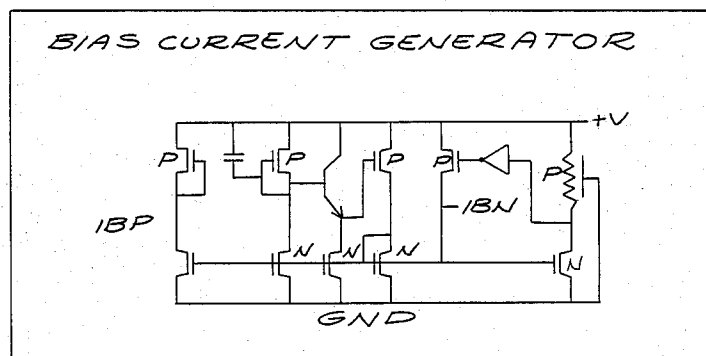 BIAS CURRENT GENERATOR
+V
P P P P P
IBP IBN
N N N N
GND